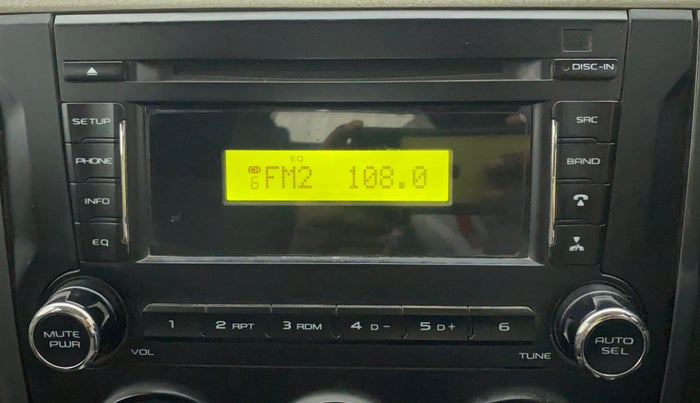 DISC-IN
SETUP
SRC
EQ
CH
6
FM2 108.0
PHONE
BAND
INFO
EQ
1
2 RPT
3 RDM
4 D-
5 D+
6
MUTE
PWR
VOL
TUNE
AUTO
SEL